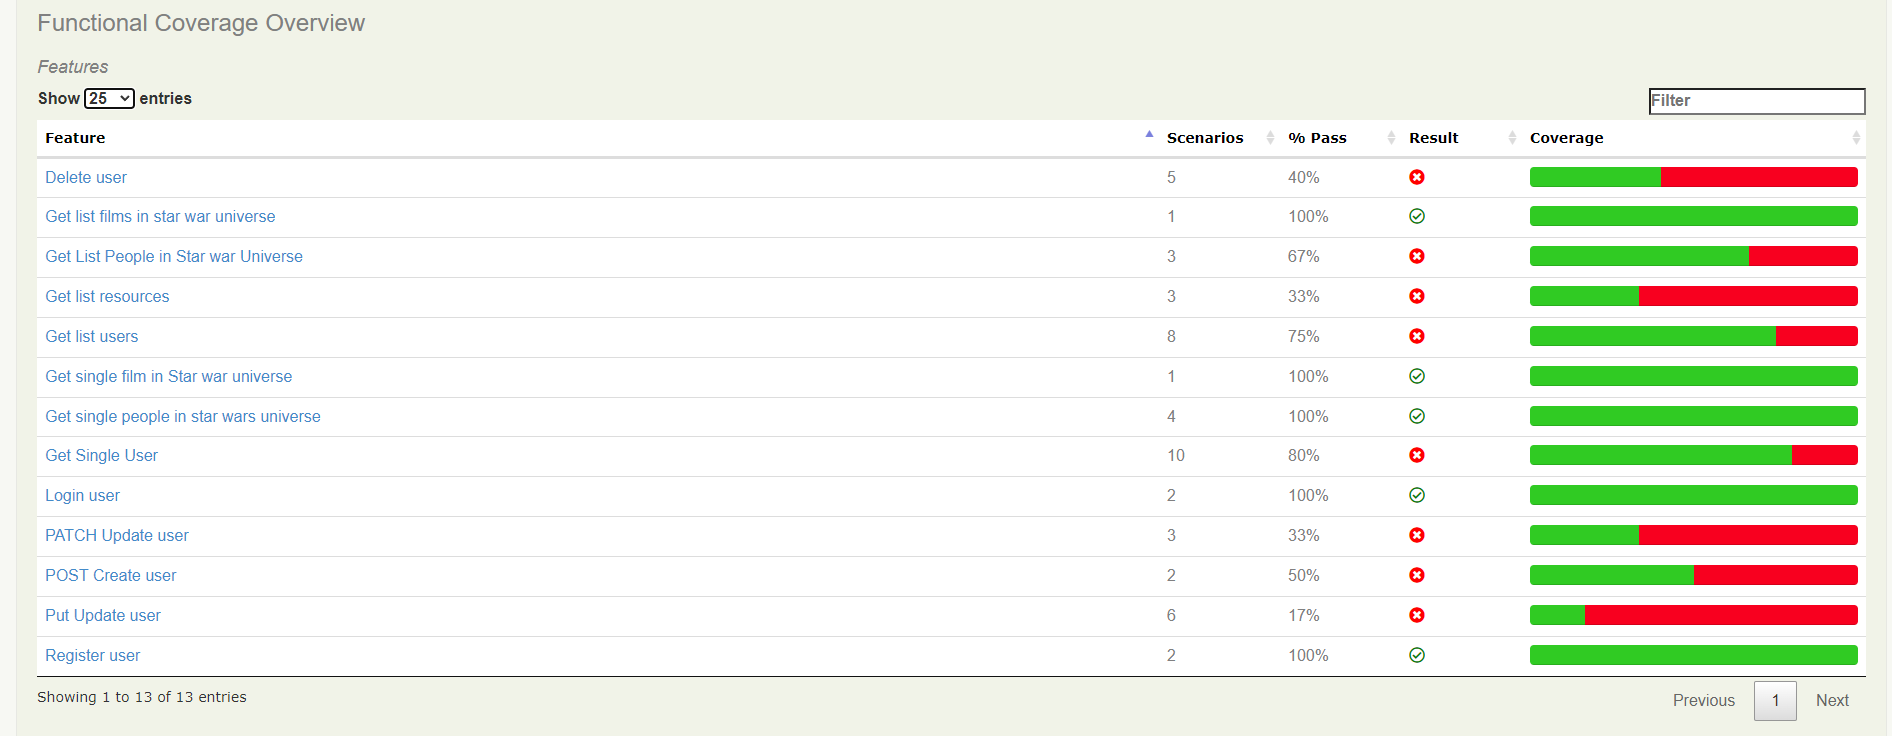 Functional Coverage Overview
Features
Show 25 entries
Filter
Feature Scenarios % Pass Result Coverage
Delete user 5 40%
Get list films in star war universe 1 100%
Get List People in Star war Universe 3 67%
Get list resources 3 33%
Get list users 8 75%
Get single film in Star war universe 1 100%
Get single people in star wars universe 4 100%
Get Single User 10 80%
Login user 2 100%
PATCH Update user 3 33%
POST Create user 2 50%
Put Update user 6 17%
Register user 2 100%
Showing 1 to 13 of 13 entries
Previous 1 Next